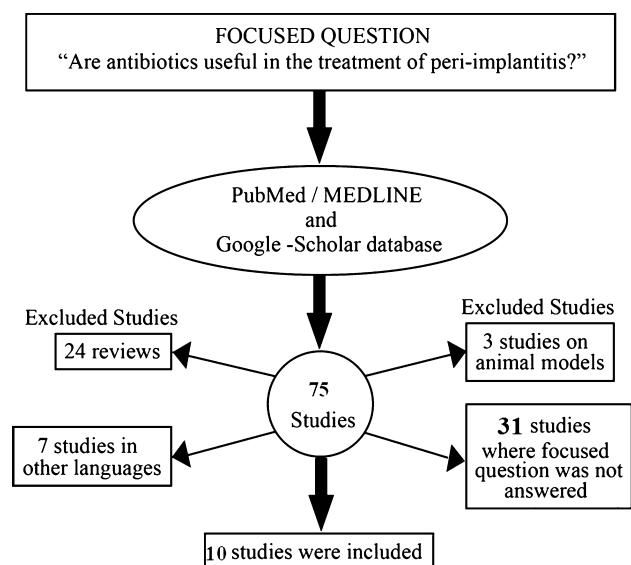 FOCUSED QUESTION
“Are antibiotics useful in the treatment of peri-implantitis?”
PubMed / MEDLINE
and
Google -Scholar database
Excluded Studies
24 reviews
Excluded Studies
3 studies on
animal models
75
Studies
7 studies in
other languages
31 studies
where focused
question was not
answered
10 studies were included